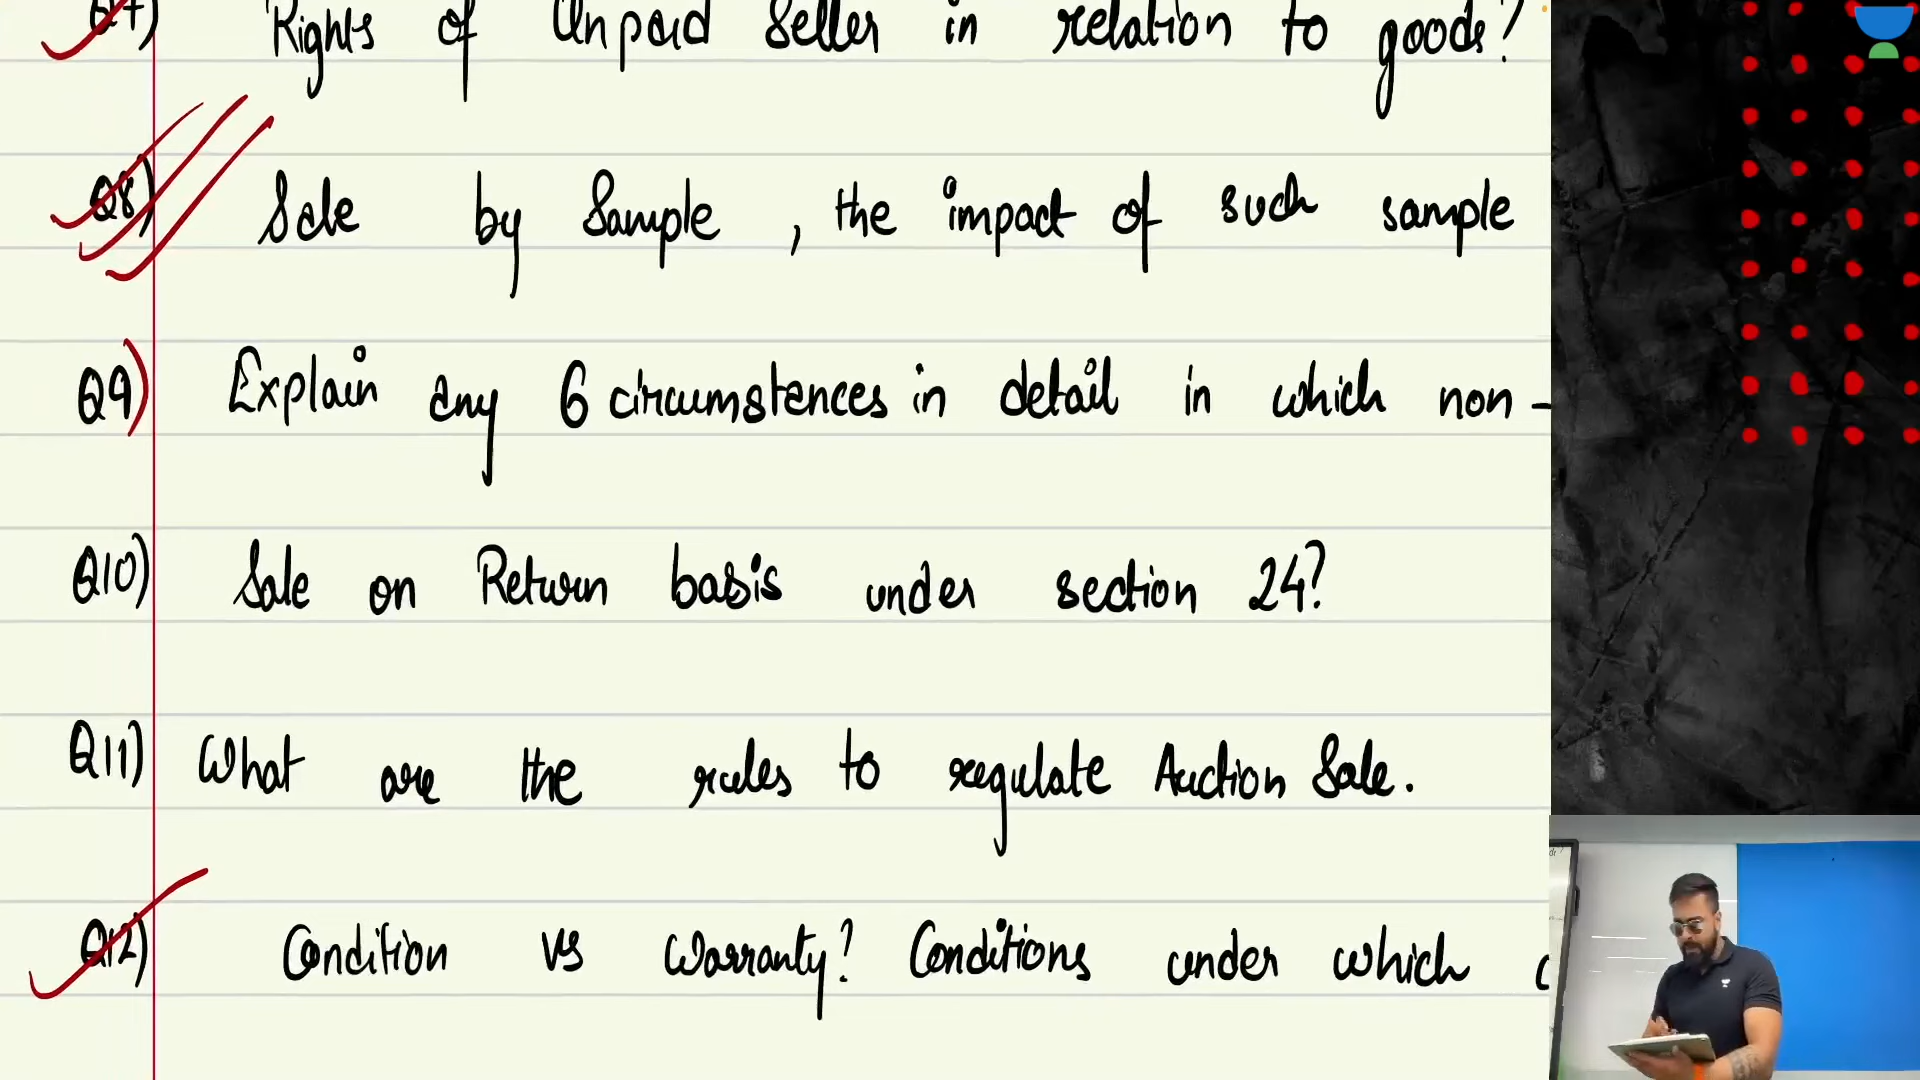 Q7) Rights of Unpaid Seller in relation to goods?
Q8) Sale by Sample, the impact of such sample
Q9) Explain any 6 circumstances in detail in which non-
Q10) Sale on Return basis under section 24?
Q11) What are the rules to regulate Auction Sale.
Q12) Condition vs Warranty? Conditions under which